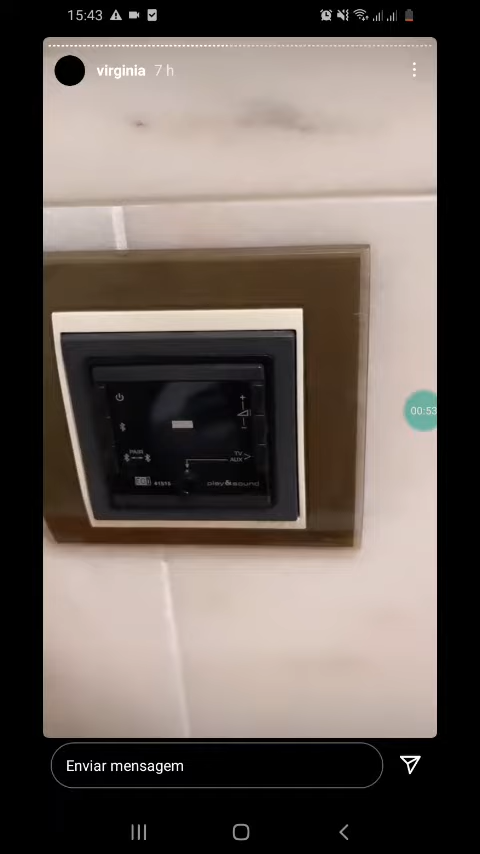 15:43
virginia 7 h
00:53
+
-
PAIR
TV
AUX
play&sound
Enviar mensagem